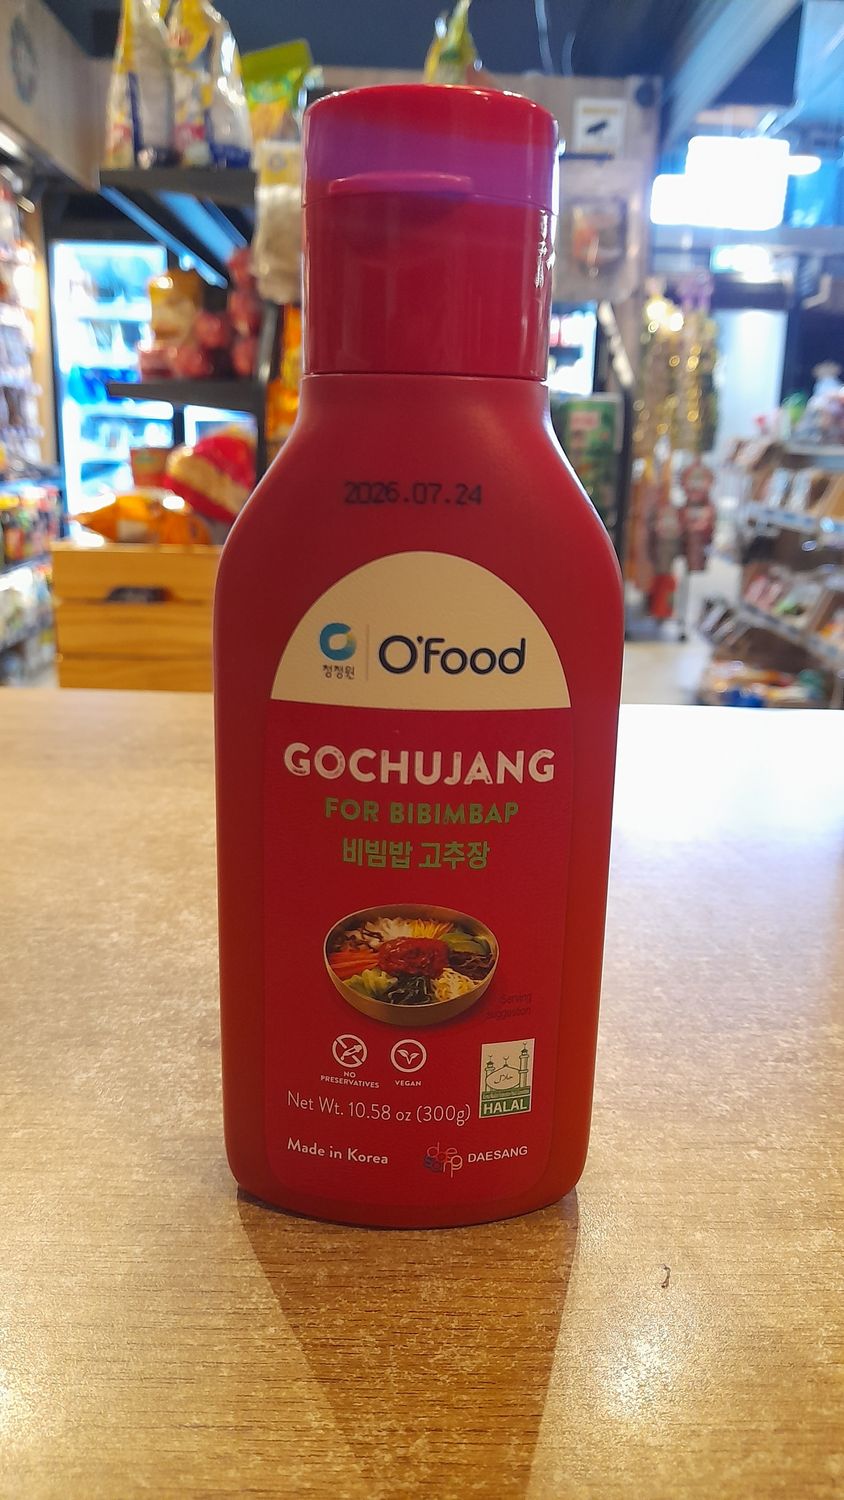 2026.07.24
청정원
O'Food
GOCHUJANG
FOR BIBIMBAP
비빔밥 고추장
Serving
suggestion
NO
PRESERVATIVES
VEGAN
HALAL
Net Wt. 10.58 oz (300g)
Made in Korea
DAESANG